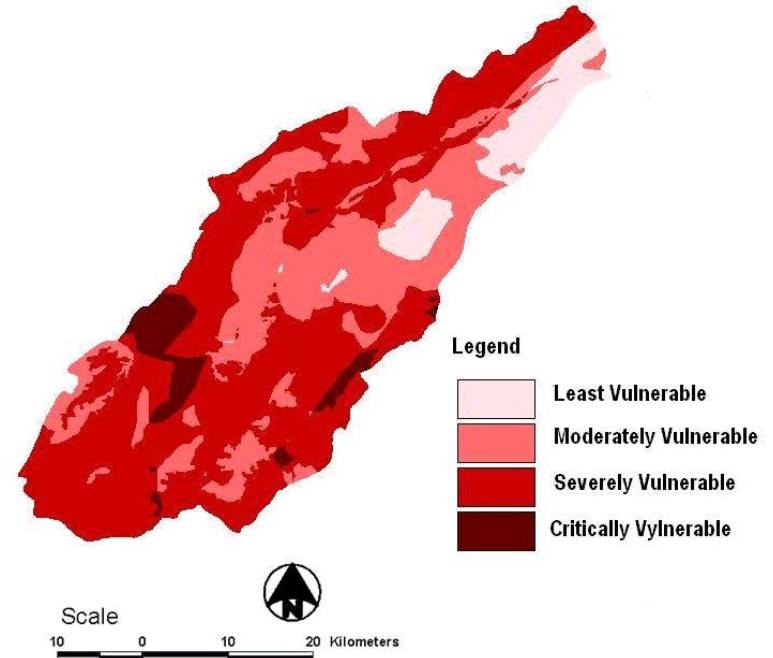 Legend
Least Vulnerable
Moderately Vulnerable
Severely Vulnerable
Critically Vylnerable
N
Scale
10 0 10 20 Kilometers